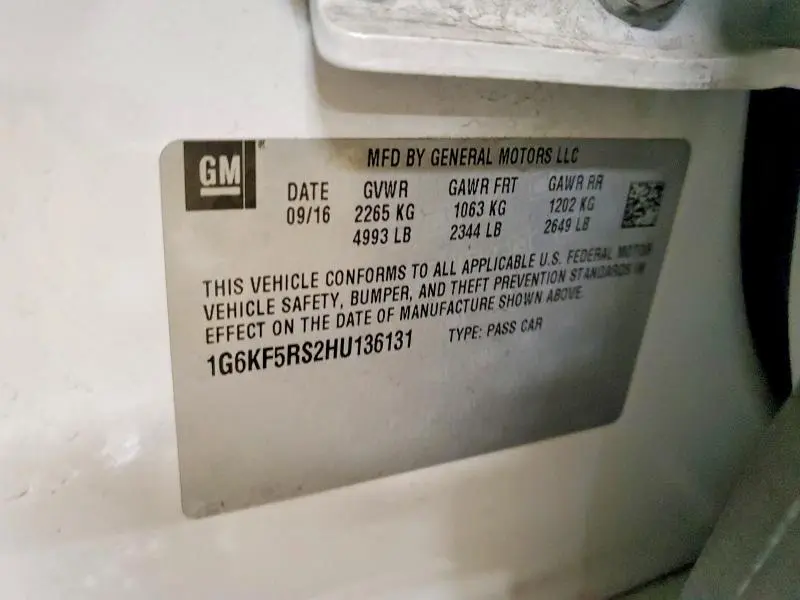 GM
MFD BY GENERAL MOTORS LLC
DATE GVWR GAWR FRT GAWR RR
09/16 2265 KG 1063 KG 1202 KG
4993 LB 2344 LB 2649 LB
THIS VEHICLE CONFORMS TO ALL APPLICABLE U.S. FEDERAL MOTOR
VEHICLE SAFETY, BUMPER, AND THEFT PREVENTION STANDARDS IN
EFFECT ON THE DATE OF MANUFACTURE SHOWN ABOVE.
1G6KF5RS2HU136131 TYPE: PASS CAR